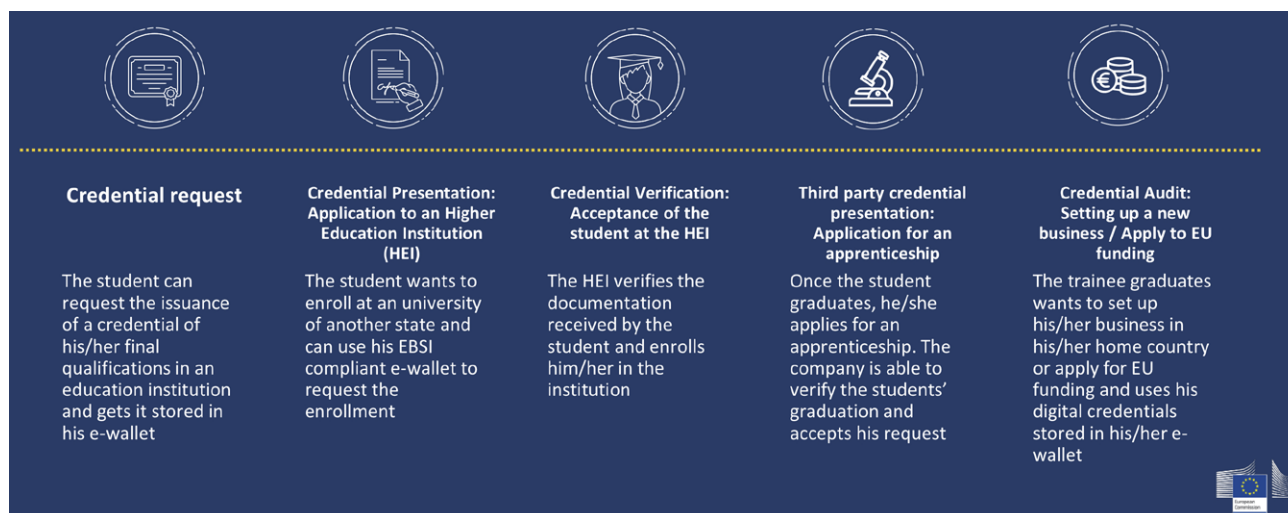 Credential request
The student can
request the issuance
of a credential of
his/her final
qualifications in an
education institution
and gets it stored in
his e-wallet
Credential Presentation:
Application to an Higher
Education Institution
(HEI)
The student wants to
enroll at an university
of another state and
can use his EBSI
compliant e-wallet to
request the
enrollment
Credential Verification:
Acceptance of the
student at the HEI
The HEI verifies the
documentation
received by the
student and enrolls
him/her in the
institution
Third party credential
presentation:
Application for an
apprenticeship
Once the student
graduates, he/she
applies for an
apprenticeship. The
company is able to
verify the students’
graduation and
accepts his request
Credential Audit:
Setting up a new
business / Apply to EU
funding
The trainee graduates
wants to set up
his/her business in
his/her home country
or apply for EU
funding and uses his
digital credentials
stored in his/her e-
wallet
European
Commission